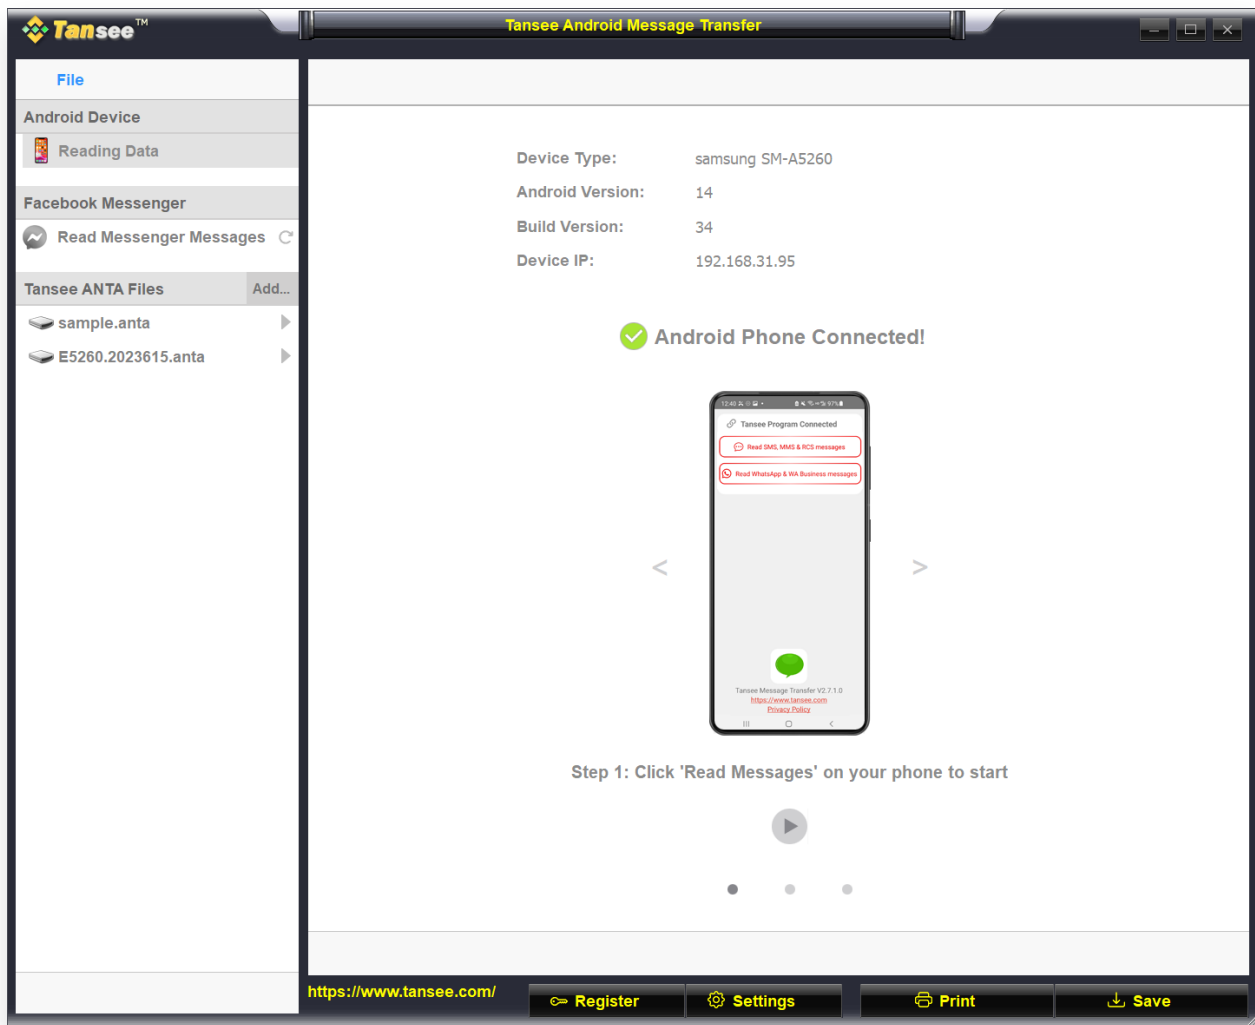 Tansee™
Tansee Android Message Transfer
File
Android Device
Reading Data
Facebook Messenger
Read Messenger Messages
Tansee ANTA Files Add...
sample.anta
E5260.2023615.anta
Device Type: samsung SM-A5260
Android Version: 14
Build Version: 34
Device IP: 192.168.31.95
Android Phone Connected!
12:40
97%
Tansee Program Connected
Read SMS, MMS & RCS messages
Read WhatsApp & WA Business messages
Tansee Message Transfer V2.7.1.0
https://www.tansee.com
Privacy Policy
< >
Step 1: Click 'Read Messages' on your phone to start
https://www.tansee.com/
Register
Settings
Print
Save